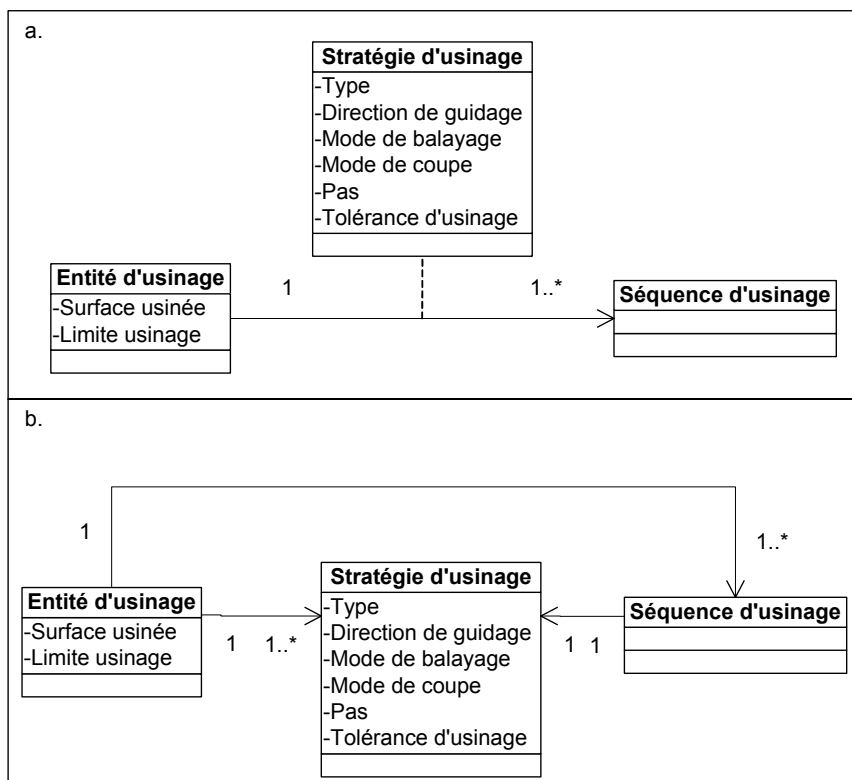 a.
Stratégie d'usinage
-Type
-Direction de guidage
-Mode de balayage
-Mode de coupe
-Pas
-Tolérance d'usinage
Entité d'usinage
-Surface usinée
-Limite usinage
1
1..*
Séquence d'usinage
b.
1
1..*
Entité d'usinage
-Surface usinée
-Limite usinage
1
1..*
Stratégie d'usinage
-Type
-Direction de guidage
-Mode de balayage
-Mode de coupe
-Pas
-Tolérance d'usinage
1
1
Séquence d'usinage